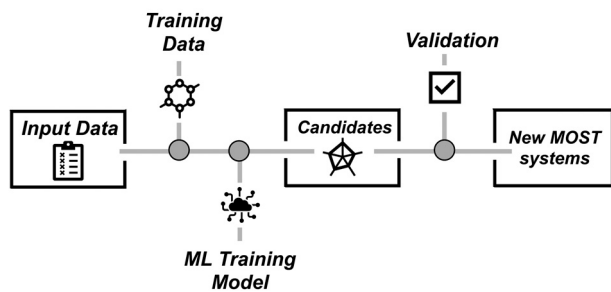 Training
Data
Validation
Input Data
Candidates
New MOST
systems
ML Training
Model